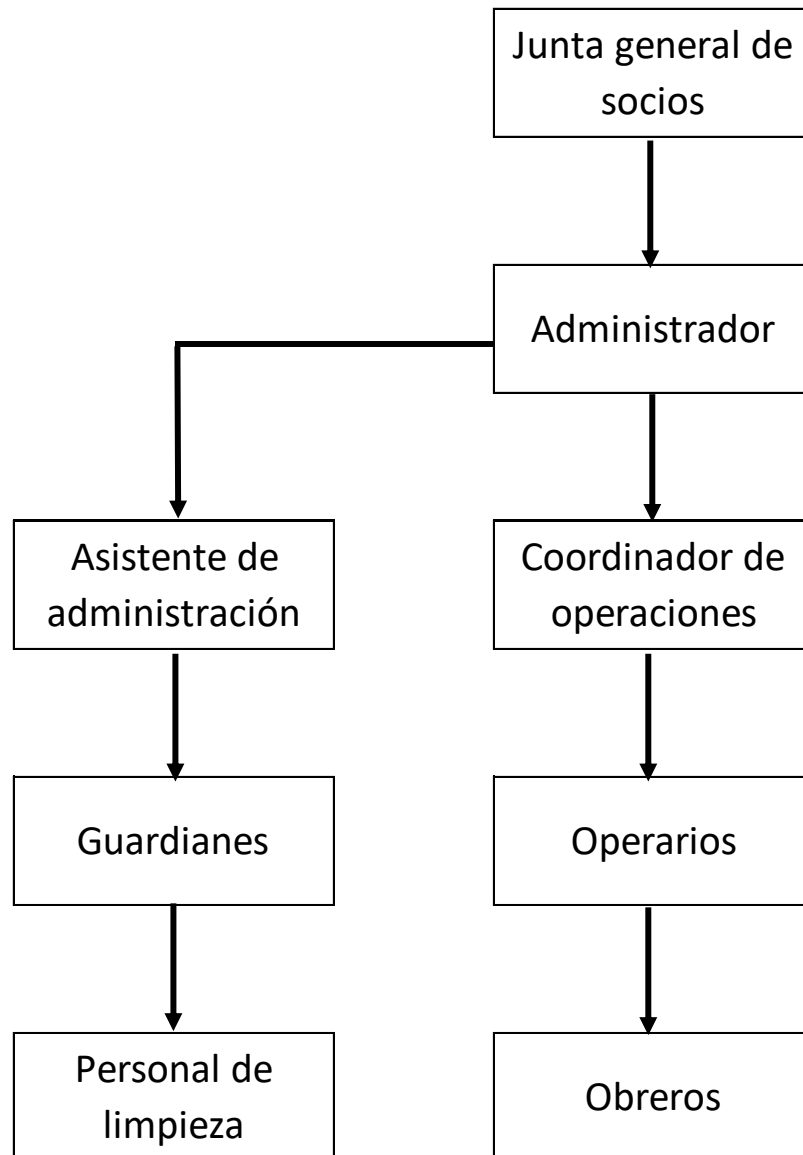 Junta general de
socios
Administrador
Asistente de
administración
Coordinador de
operaciones
Guardianes
Operarios
Personal de
limpieza
Obreros